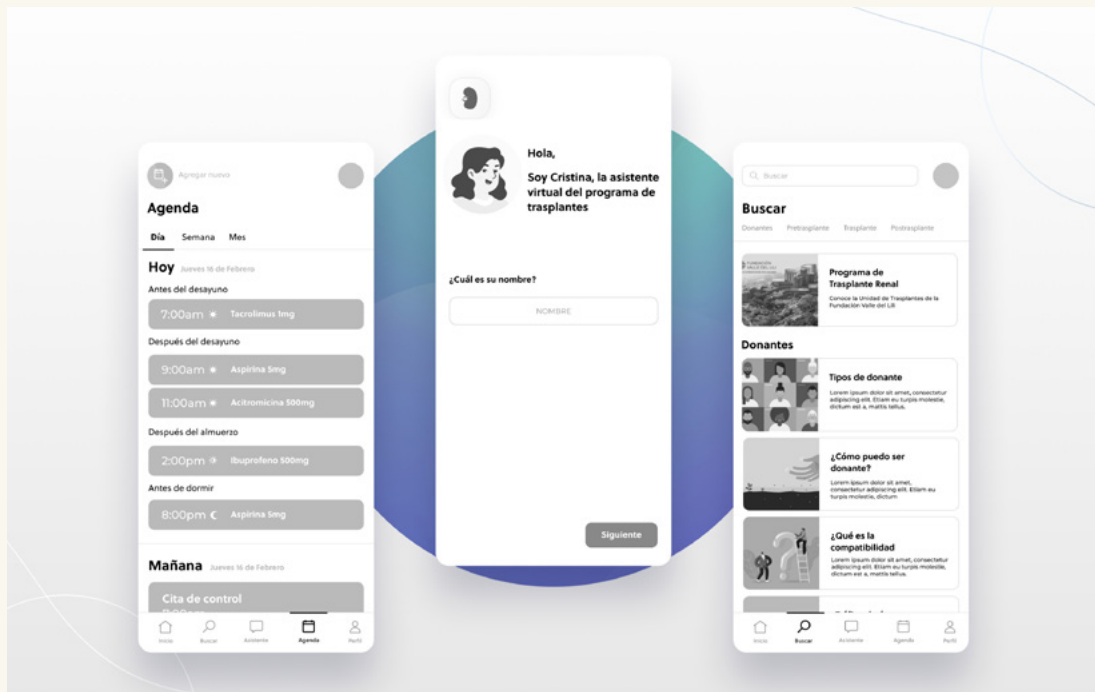 Agregar nuevo
Agenda
Día Semana Mes
Hoy Jueves 16 de Febrero
Antes del desayuno
7:00am Tacrolimus 1mg
Después del desayuno
9:00am Aspirina 5mg
11:00am Acitromicina 500mg
Después del almuerzo
2:00pm Ibuprofeno 500mg
Antes de dormir
8:00pm Aspirina 5mg
Mañana Jueves 16 de Febrero
Cita de control
Inicio Buscar Asistente Agenda Perfil
Hola,
Soy Cristina, la asistente
virtual del programa de
trasplantes
¿Cuál es su nombre?
NOMBRE
Siguiente
Buscar
Buscar
Donantes Pretrasplante Trasplante Postrasplante
FUNDACIÓN
VALLE DEL LILI
Programa de
Trasplante Renal
Conoce la Unidad de Trasplantes de la
Fundación Valle del Lili
Donantes
Tipos de donante
Lorem ipsum dolor sit amet, consectetur
adipiscing elit. Etiam eu turpis molestie,
dictum est a, mattis tellus.
¿Cómo puedo ser
donante?
Lorem ipsum dolor sit amet,
consectetur adipiscing elit. Etiam eu
turpis molestie, dictum
¿Qué es la
compatibilidad
Lorem ipsum dolor sit amet, consectetur
adipiscing elit. Etiam eu turpis molestie,
dictum est a, mattis tellus.
Inicio Buscar Asistente Agenda Perfil